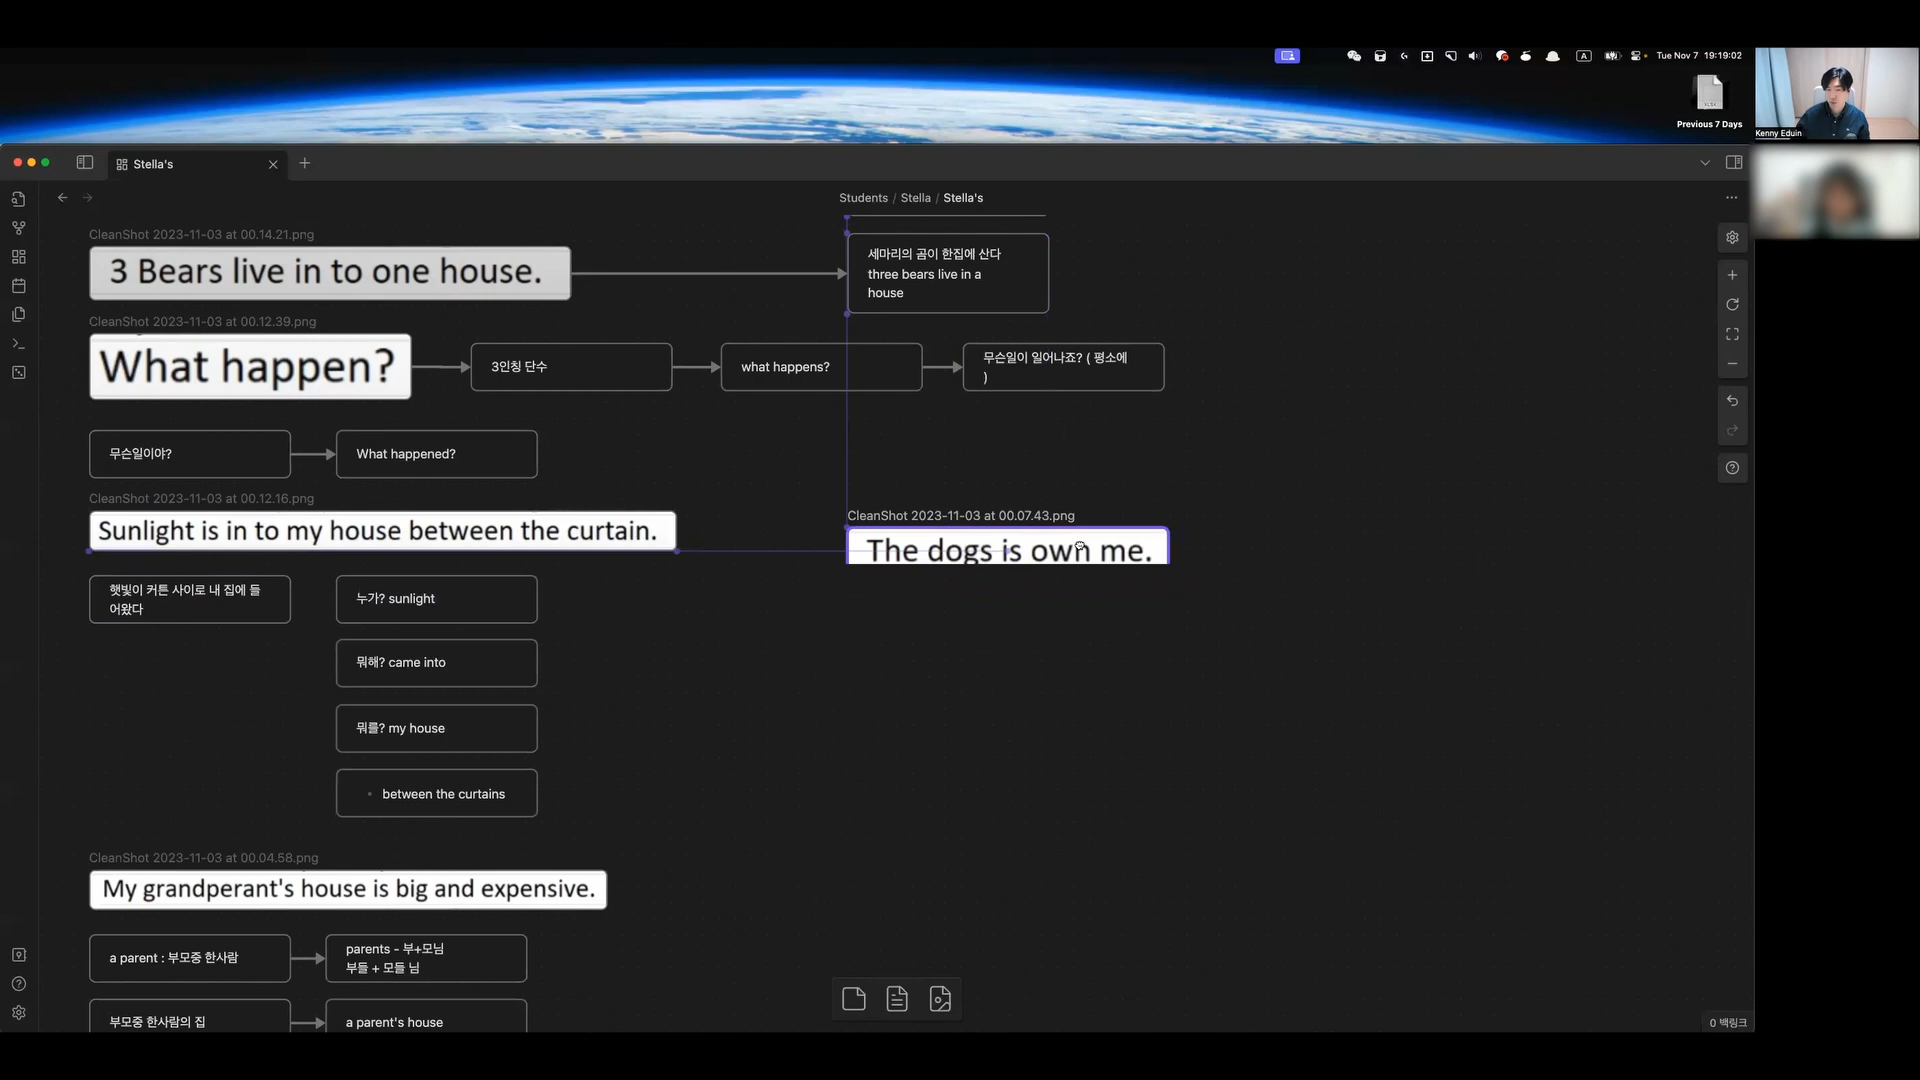 Tue Nov 7 19:19:02
XLSX
Previous 7 Days
Kenny Eduin
Stella's
Students / Stella / Stella's
CleanShot 2023-11-03 at 00.14.21.png
3 Bears live in to one house.
세마리의 곰이 한집에 산다
three bears live in a
house
CleanShot 2023-11-03 at 00.12.39.png
What happen?
3인칭 단수
what happens?
무슨일이 일어나죠? ( 평소에
)
무슨일이야?
What happened?
CleanShot 2023-11-03 at 00.12.16.png
Sunlight is in to my house between the curtain.
CleanShot 2023-11-03 at 00.07.43.png
The dogs is own me.
햇빛이 커튼 사이로 내 집에 들
어왔다
누가? sunlight
뭐해? came into
뭐를? my house
between the curtains
CleanShot 2023-11-03 at 00.04.58.png
My grandperant's house is big and expensive.
a parent : 부모중 한사람
parents - 부+모님
부들 + 모들 님
부모중 한사람의 집
a parent's house
0 백링크